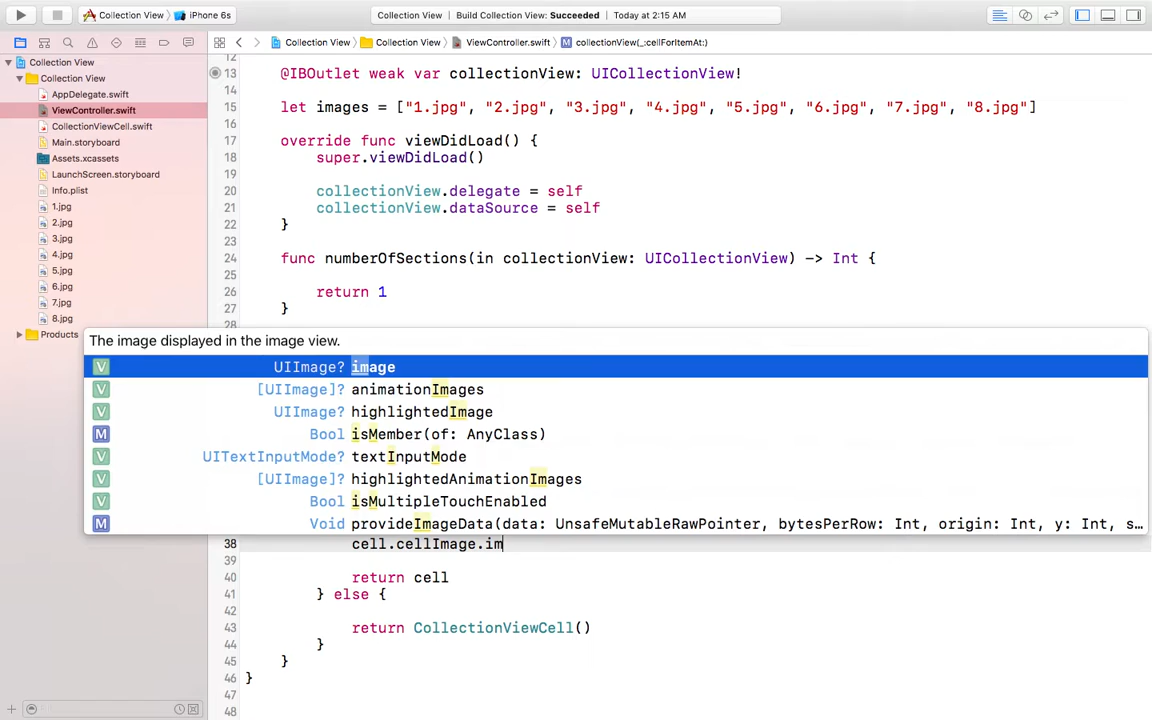 Collection View
iPhone 6s
Collection View | Build Collection View: Succeeded | Today at 2:15 AM
Collection View
Collection View
ViewController.swift
M collectionView(_:cellForItemAt:)
Collection View
Collection View
AppDelegate.swift
ViewController.swift
CollectionViewCell.swift
Main.storyboard
Assets.xcassets
LaunchScreen.storyboard
Info.plist
1.jpg
2.jpg
3.jpg
4.jpg
5.jpg
6.jpg
7.jpg
8.jpg
Products
12
13 @IBOutlet weak var collectionView: UICollectionView!
14
15 let images = ["1.jpg", "2.jpg", "3.jpg", "4.jpg", "5.jpg", "6.jpg", "7.jpg", "8.jpg"]
16
17 override func viewDidLoad() {
18 super.viewDidLoad()
19
20 collectionView.delegate = self
21 collectionView.dataSource = self
22 }
23
24 func numberOfSections(in collectionView: UICollectionView) -> Int {
25
26 return 1
27 }
28
The image displayed in the image view.
V UIImage? image
V [UIImage]? animationImages
V UIImage? highlightedImage
M Bool isMember(of: AnyClass)
V UITextInputMode? textInputMode
V [UIImage]? highlightedAnimationImages
V Bool isMultipleTouchEnabled
M Void provideImageData(data: UnsafeMutableRawPointer, bytesPerRow: Int, origin: Int, y: Int, s…
38 cell.cellImage.im
39
40 return cell
41 } else {
42
43 return CollectionViewCell()
44 }
45 }
46 }
47
48